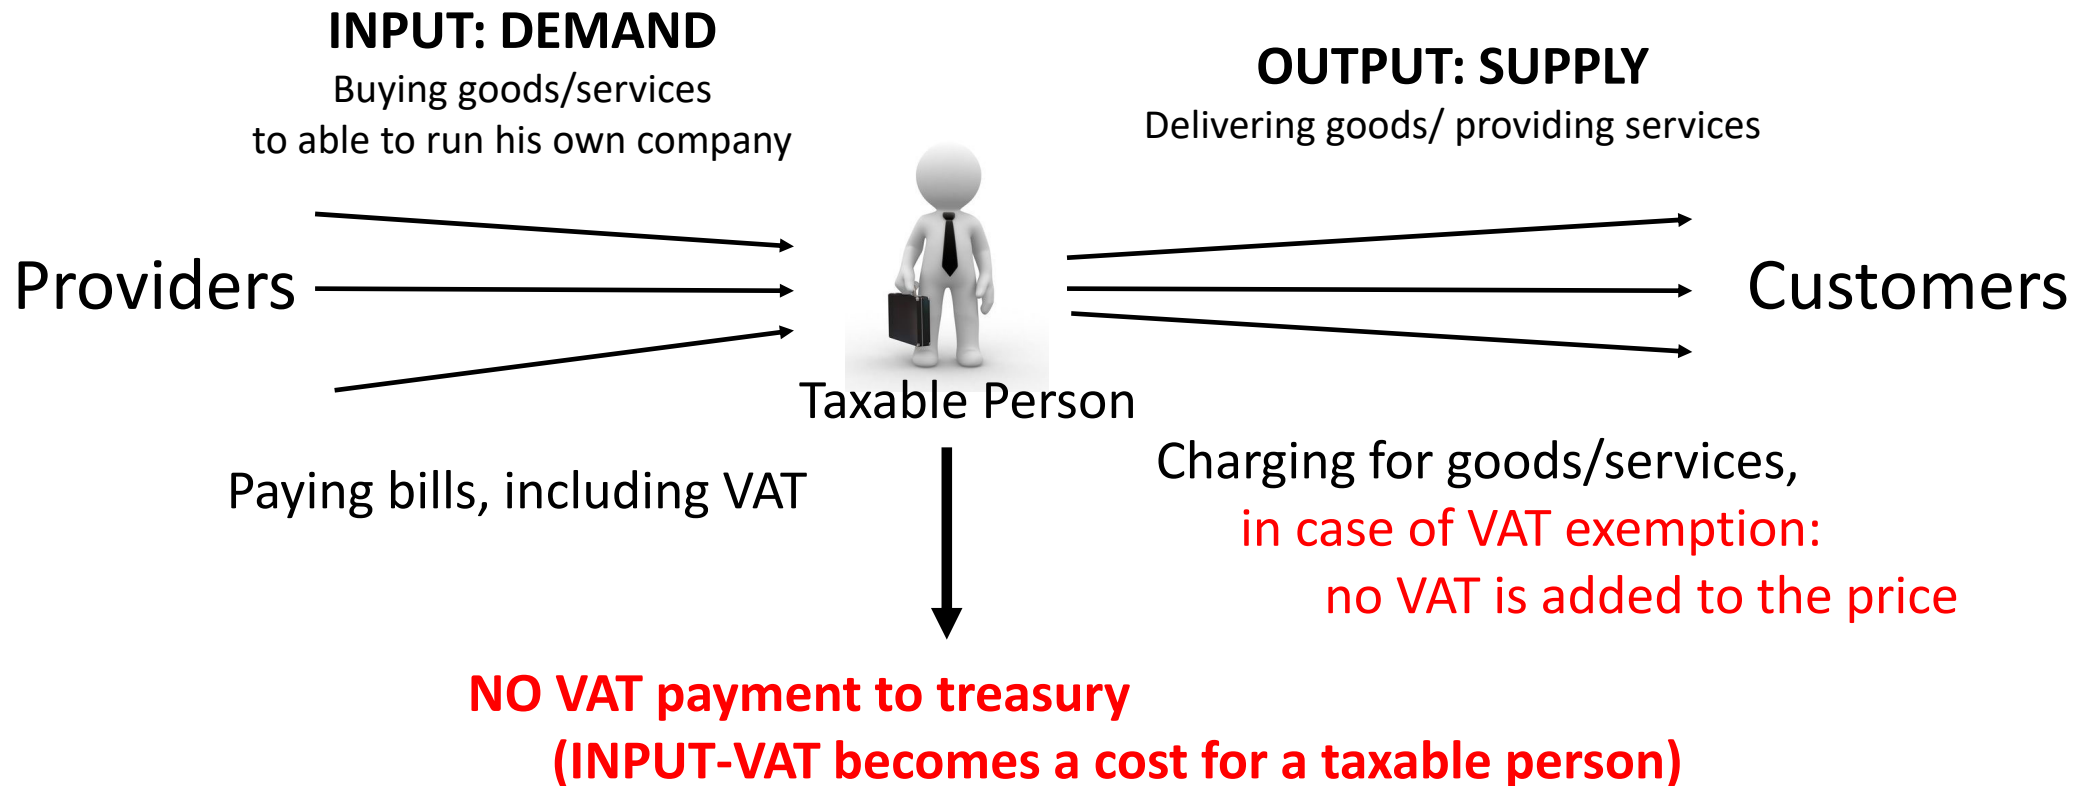 INPUT: DEMAND
Buying goods/services
to able to run his own company
OUTPUT: SUPPLY
Delivering goods/ providing services
Providers
Customers
Taxable Person
Paying bills, including VAT
Charging for goods/services,
in case of VAT exemption:
no VAT is added to the price
NO VAT payment to treasury
(INPUT-VAT becomes a cost for a taxable person)